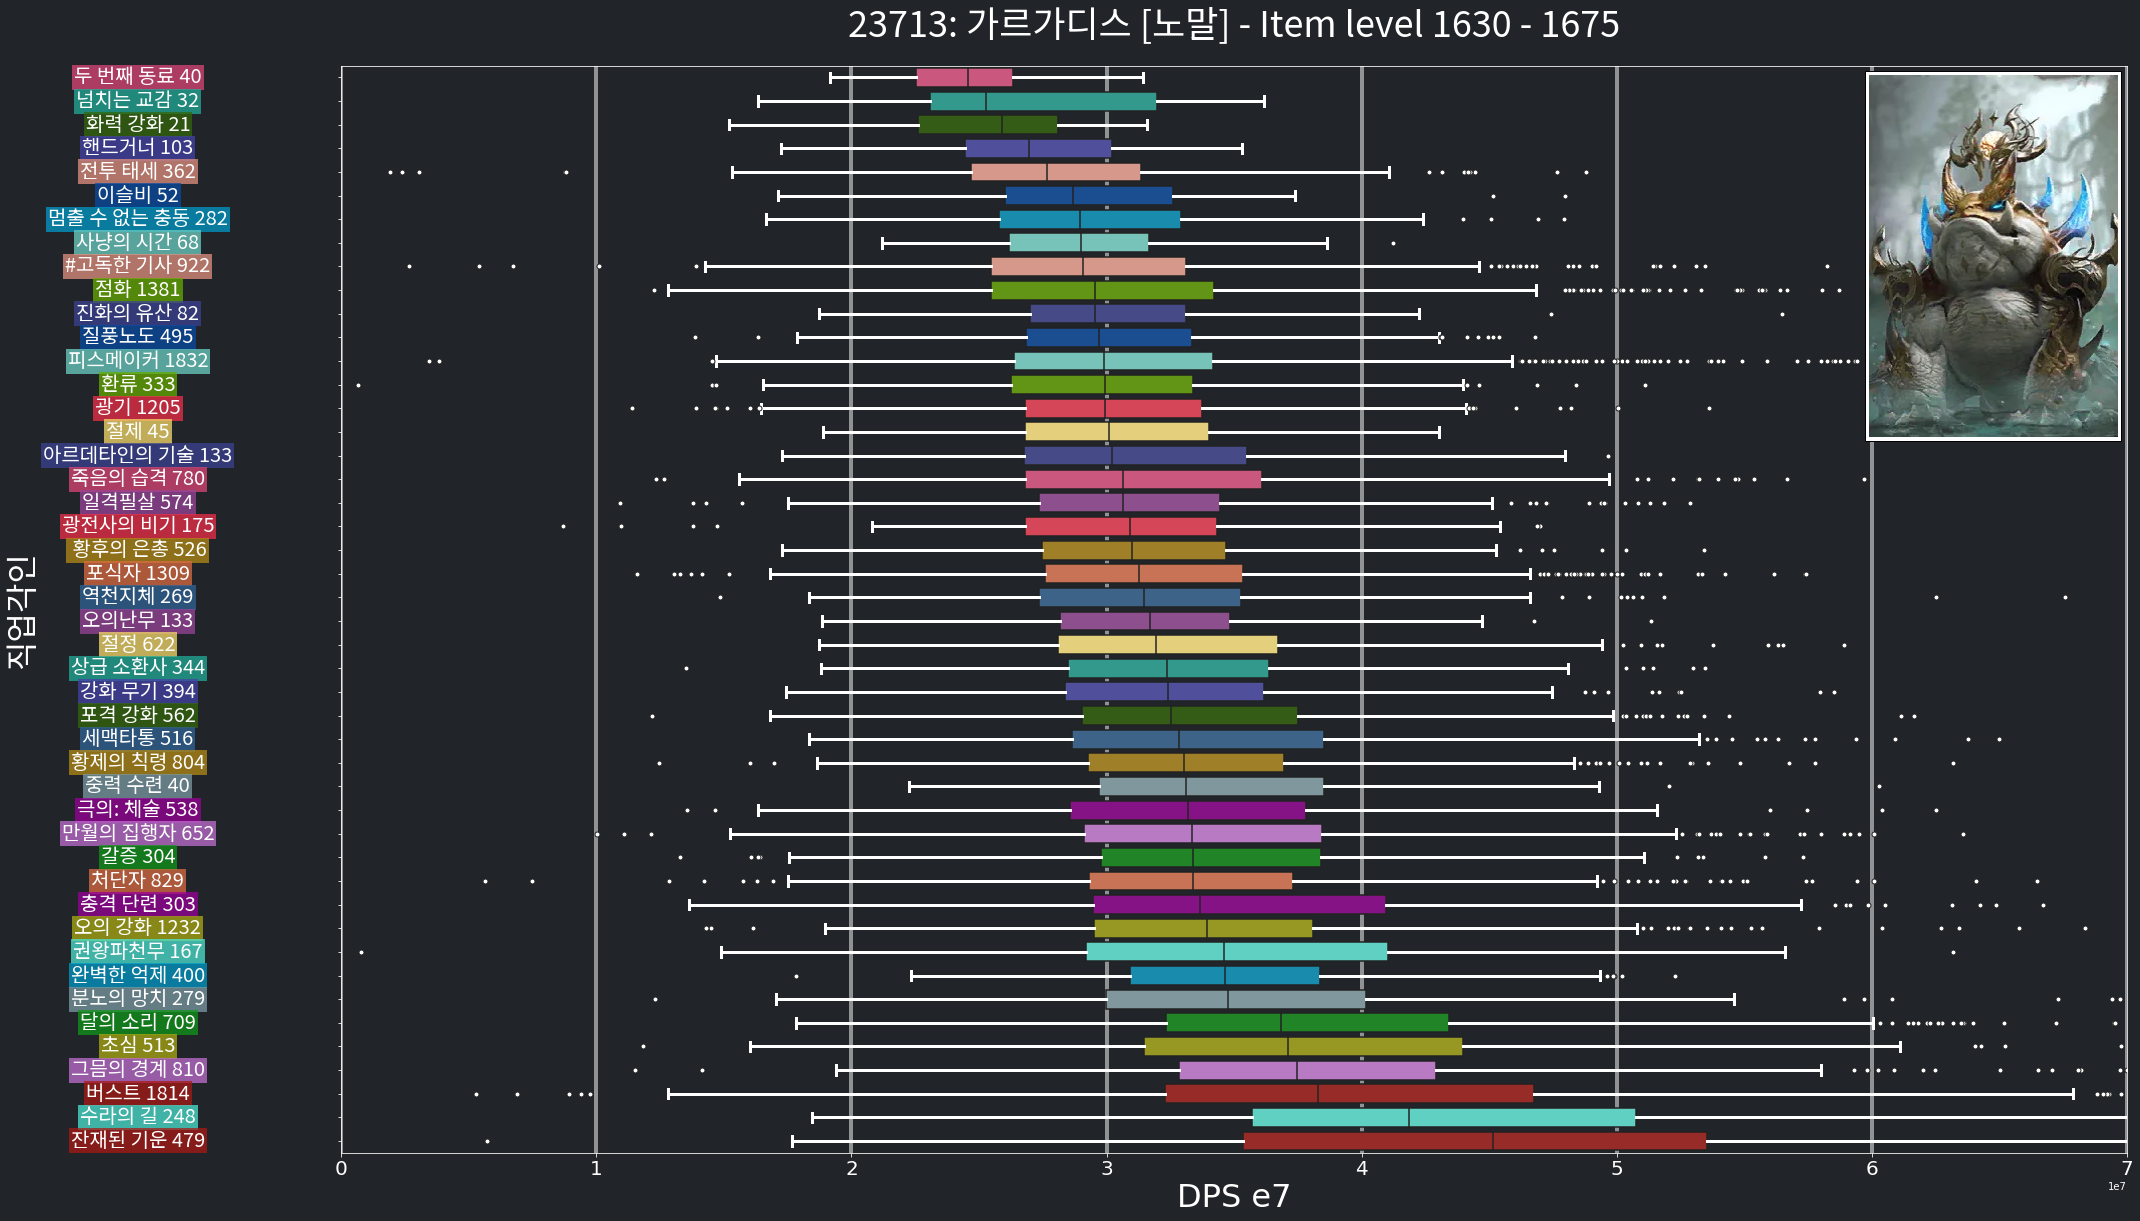 23713: 가르가디스 [노말] - Item level 1630 - 1675
두 번째 동료 40
넘치는 교감 32
화력 강화 21
핸드거너 103
전투 태세 362
이슬비 52
멈출 수 없는 충동 282
사냥의 시간 68
#고독한 기사 922
점화 1381
진화의 유산 82
질풍노도 495
피스메이커 1832
환류 333
광기 1205
절제 45
아르데타인의 기술 133
죽음의 습격 780
일격필살 574
광전사의 비기 175
황후의 은총 526
포식자 1309
역천지체 269
오의난무 133
절정 622
상급 소환사 344
강화 무기 394
포격 강화 562
세맥타통 516
황제의 칙령 804
중력 수련 40
극의: 체술 538
만월의 집행자 652
갈증 304
처단자 829
충격 단련 303
오의 강화 1232
권왕파천무 167
완벽한 억제 400
분노의 망치 279
달의 소리 709
초심 513
그믐의 경계 810
버스트 1814
수라의 길 248
잔재된 기운 479
직업각인
0 1 2 3 4 5 6 7
1e7
DPS e7